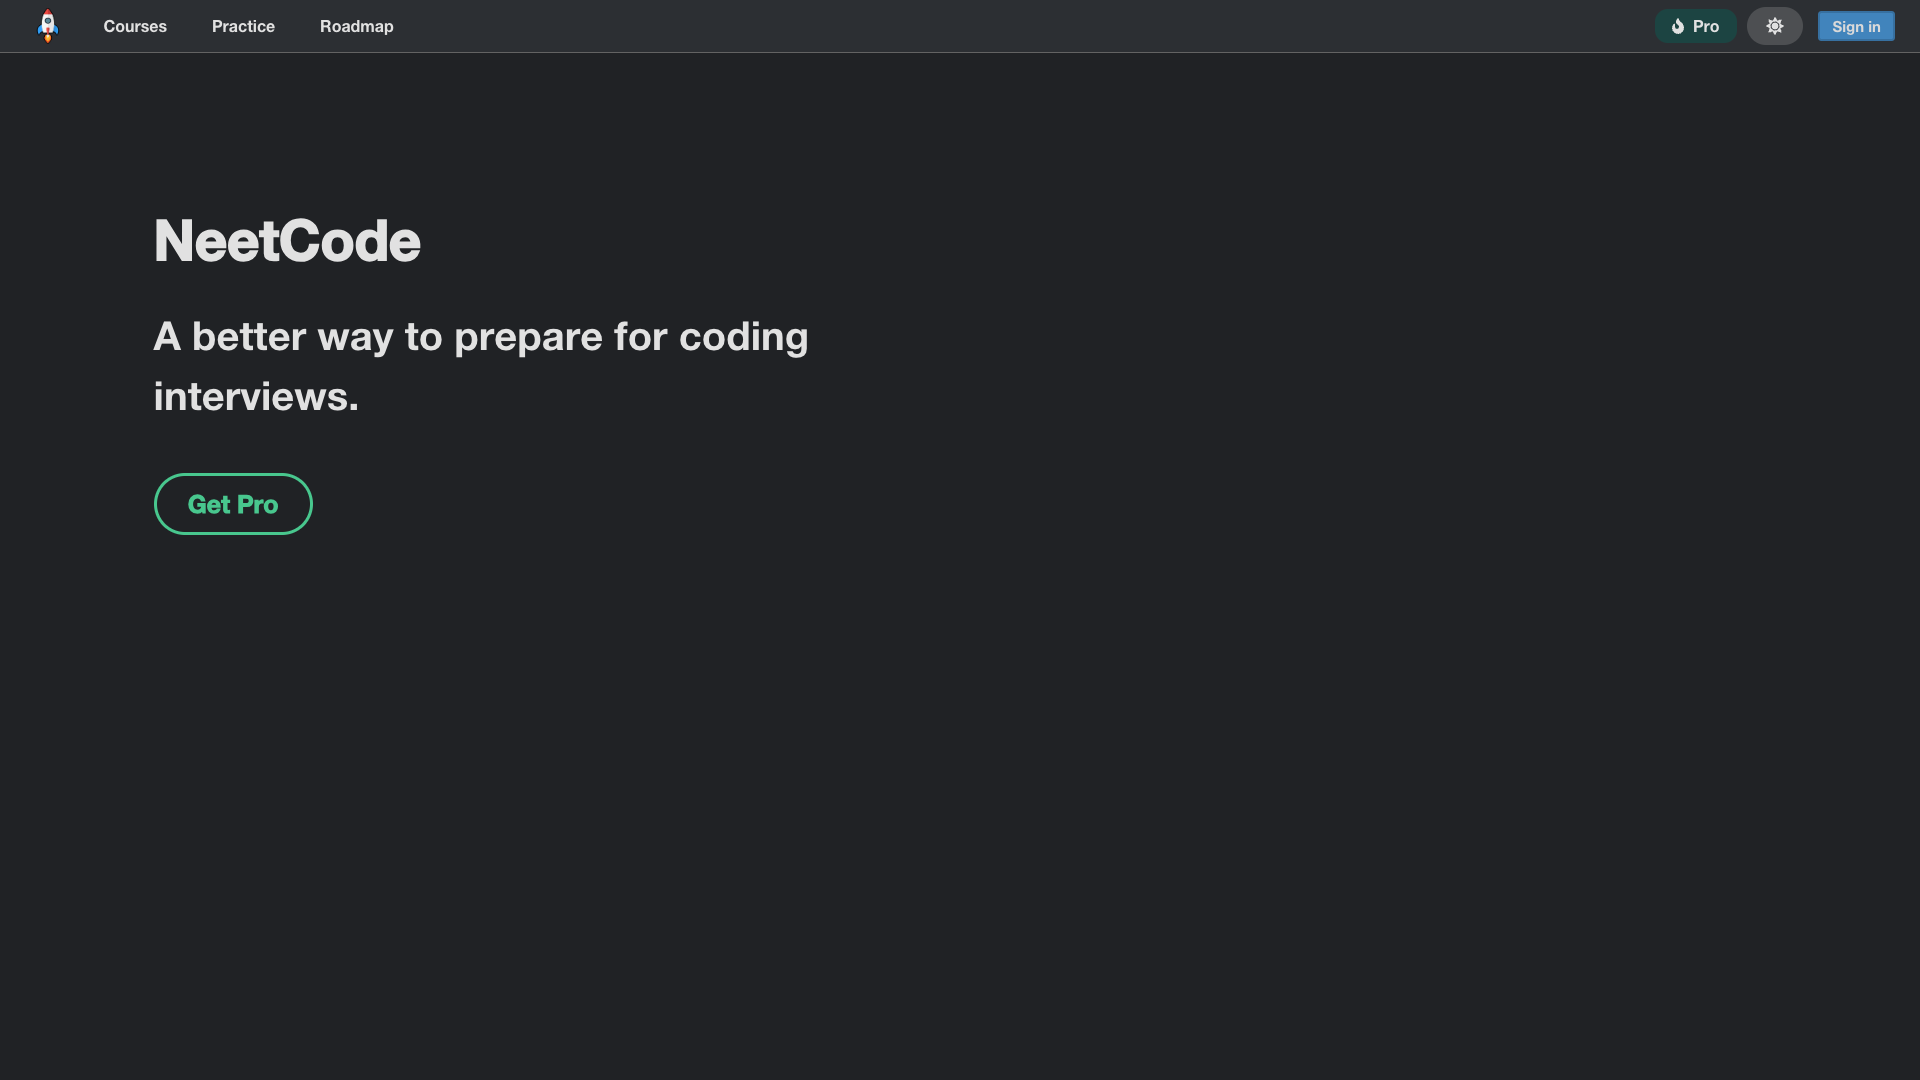 Courses
Practice
Roadmap
Pro
Sign in
NeetCode
A better way to prepare for coding
interviews.
Get Pro